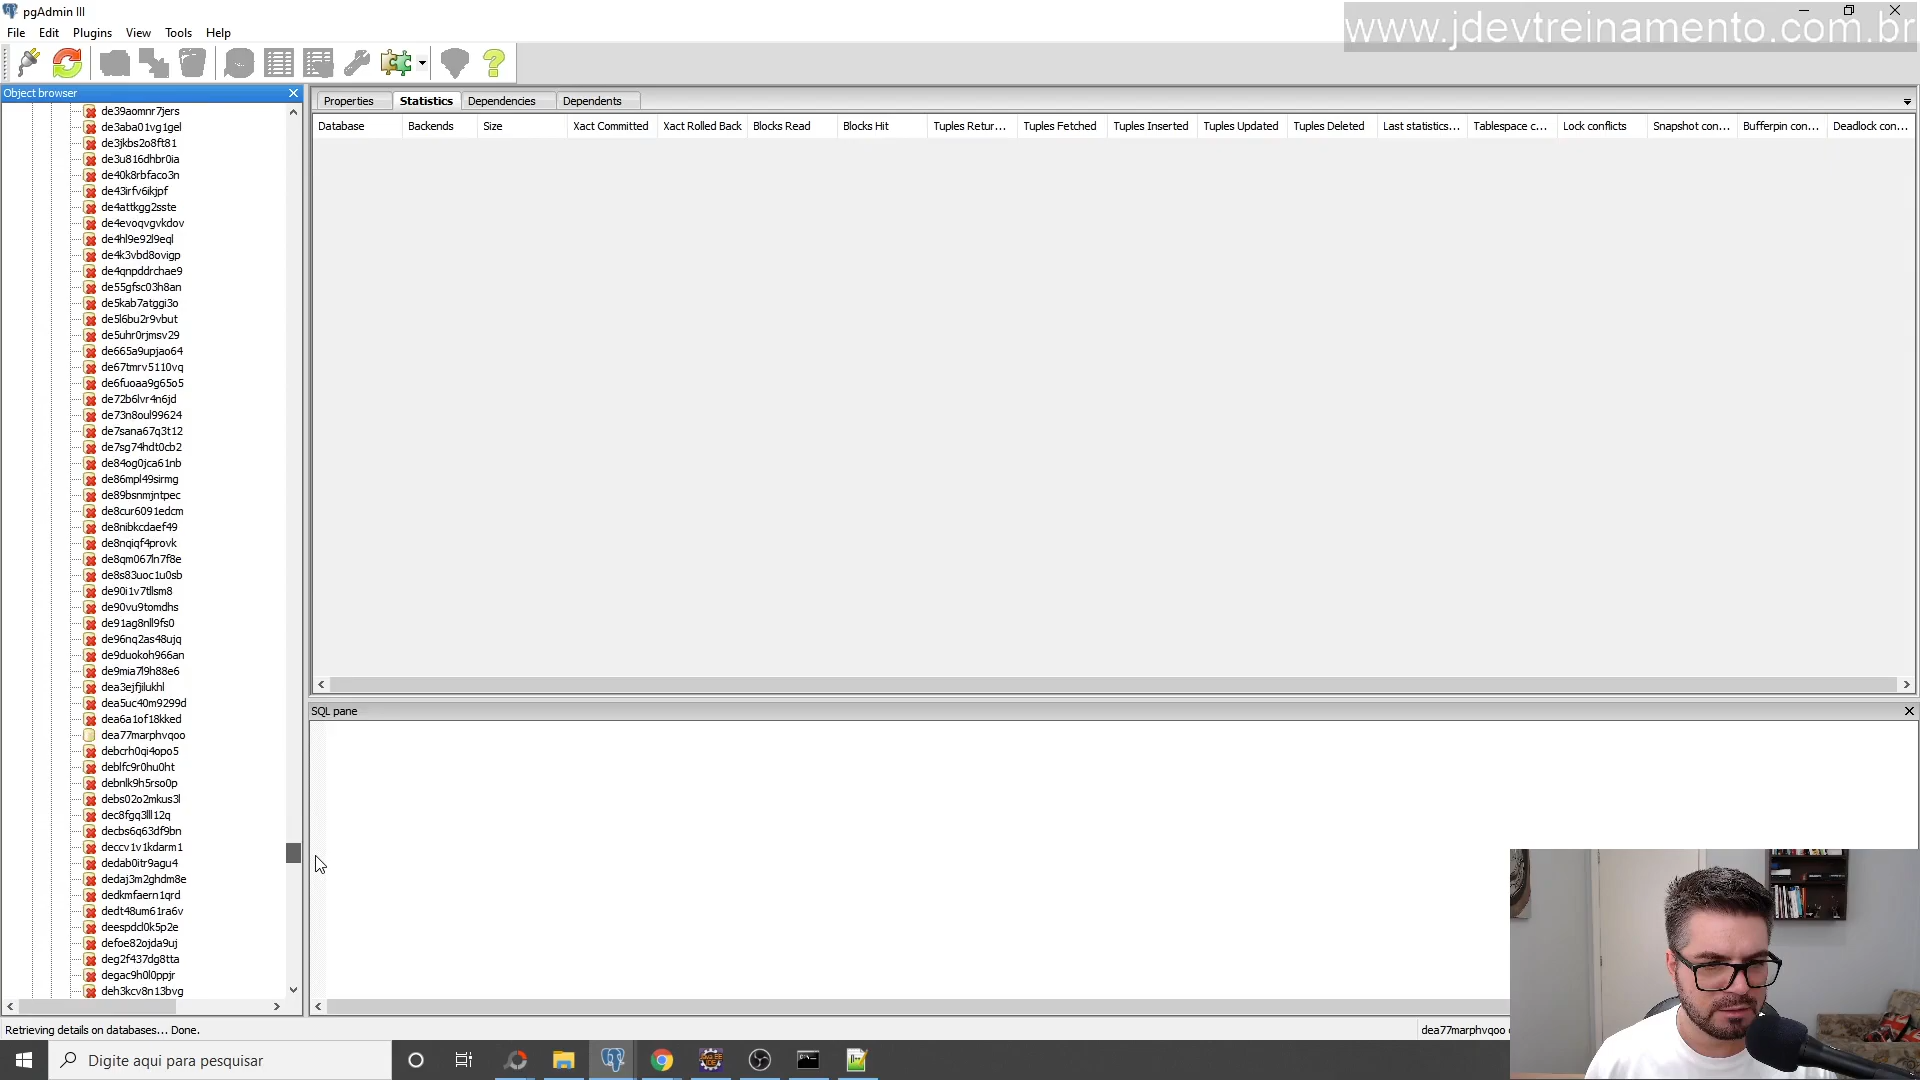 pgAdmin III
www.jdevtreinamento.com.br
File Edit Plugins View Tools Help
Object browser
Properties Statistics Dependencies Dependents
Database Backends Size Xact Committed Xact Rolled Back Blocks Read Blocks Hit Tuples Retur... Tuples Fetched Tuples Inserted Tuples Updated Tuples Deleted Last statistics... Tablespace c... Lock conflicts Snapshot con... Bufferpin con... Deadlock con...
de39aomnr7jers
de3aba01vg1gel
de3jkbs2o8ft81
de3u816dhbr0ia
de40k8rbfaco3n
de43irfv6ikjpf
de4attkgg2sste
de4evoqvgvkdov
de4hl9e92l9eql
de4k3vbd8ovigp
de4qnpddrchae9
de55gfsc03h8an
de5kab7atggi3o
de5l6bu2r9vbut
de5uhr0rjmsv29
de665a9upjao64
de67tmrv5110vq
de6fuoaa9g65o5
de72b6lvr4n6jd
de73n8oul99624
de7sana67q3t12
de7sg74hdt0cb2
de84og0jca61nb
de86mpl49sirmg
de89bsnmjntpec
de8cur6091edcm
de8nibkcdaef49
de8nqiqf4provk
de8qm067ln7f8e
de8s83uoc1u0sb
de90i1v7tllsm8
de90vu9tomdhs
de91ag8nll9fs0
de96nq2as48ujq
de9duokoh966an
de9mia7l9h88e6
dea3ejfjilukhl
dea5uc40m9299d
dea6a1of18kked
dea77marphvqoo
debcrh0qi4opo5
deblfc9r0hu0ht
debnlk9h5rso0p
debs02o2mkus3l
dec8fgq3lll12q
decbs6q63df9bn
deccv1v1kdarm1
dedab0itr9agu4
dedaj3m2ghdm8e
dedkmfaern1qrd
dedt48um61ra6v
deespdcl0k5p2e
defoe82ojda9uj
deg2f437dg8tta
degac9h0l0ppjr
deh3kcv8n13bvg
SQL pane
Retrieving details on databases... Done.
dea77marphvqoo
Digite aqui para pesquisar